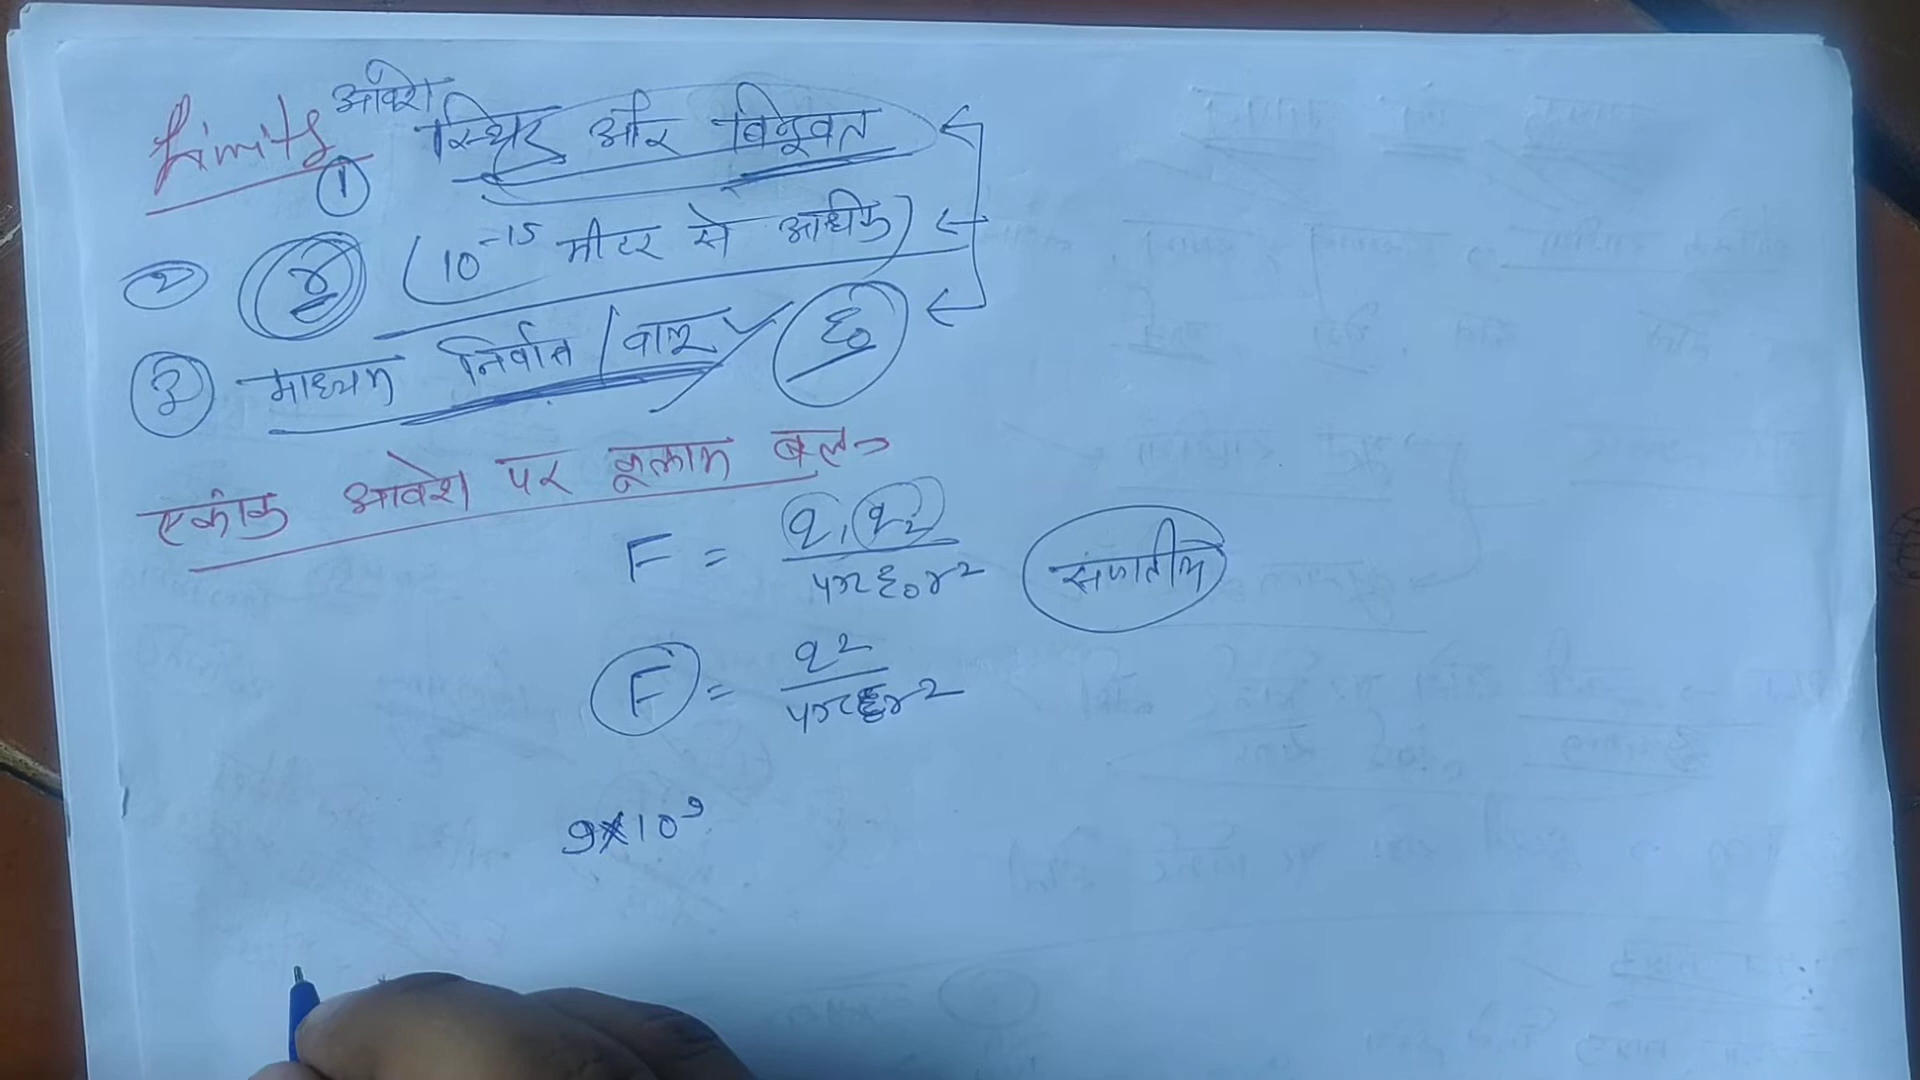 Limits आवेश स्थिर और बिन्दुवत
① 
② r (10⁻¹⁵ मीटर से अधिक)
③ माध्यम निर्वात / वायु ε₀
एकांक आवेश पर कूलाम बल→
F = q₁q₂ / 4πε₀r² सजातीय
F = q² / 4πε₀r²
9×10⁹